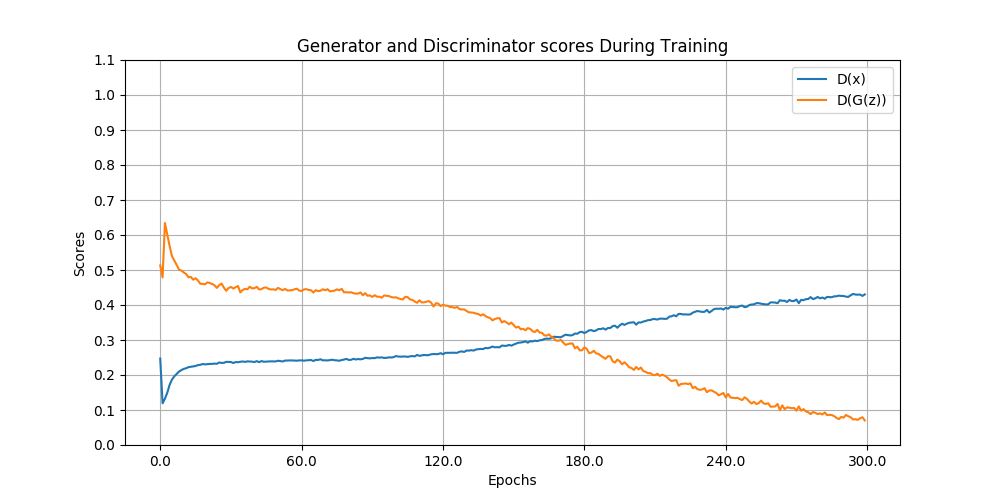 Generator and Discriminator scores During Training
1.1
1.0
0.9
0.8
0.7
0.6
0.5
0.4
0.3
0.2
0.1
0.0
Scores
D(x)
D(G(z))
0.0 60.0 120.0 180.0 240.0 300.0
Epochs